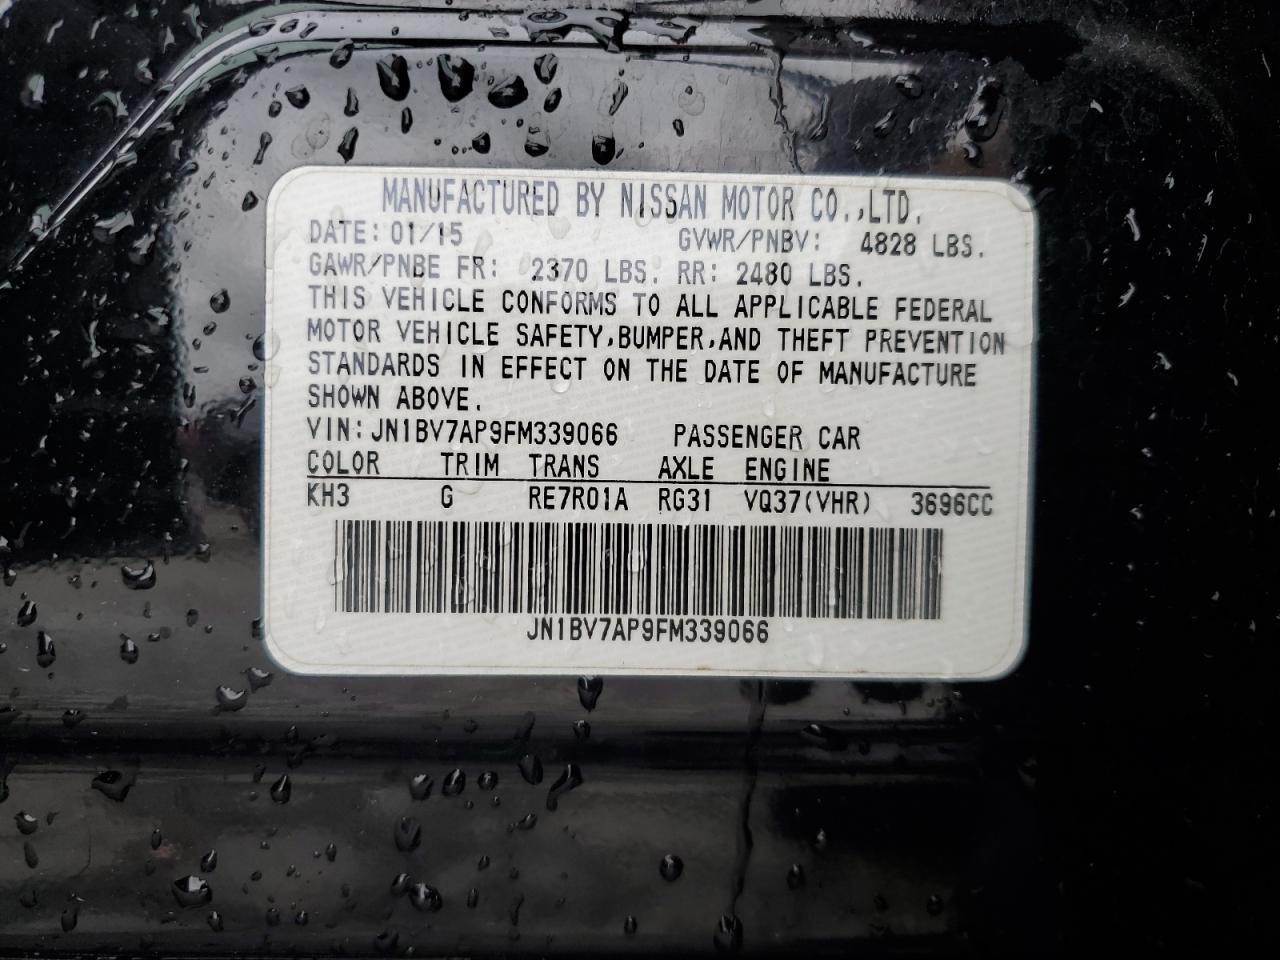 MANUFACTURED BY NISSAN MOTOR CO.,LTD.
DATE: 01/15 GVWR/PNBV: 4828 LBS.
GAWR/PNBE FR: 2370 LBS. RR: 2480 LBS.
THIS VEHICLE CONFORMS TO ALL APPLICABLE FEDERAL
MOTOR VEHICLE SAFETY,BUMPER,AND THEFT PREVENTION
STANDARDS IN EFFECT ON THE DATE OF MANUFACTURE
SHOWN ABOVE.
VIN: JN1BV7AP9FM339066 PASSENGER CAR
COLOR TRIM TRANS AXLE ENGINE
KH3 G RE7R01A RG31 VQ37(VHR) 3696CC
JN1BV7AP9FM339066